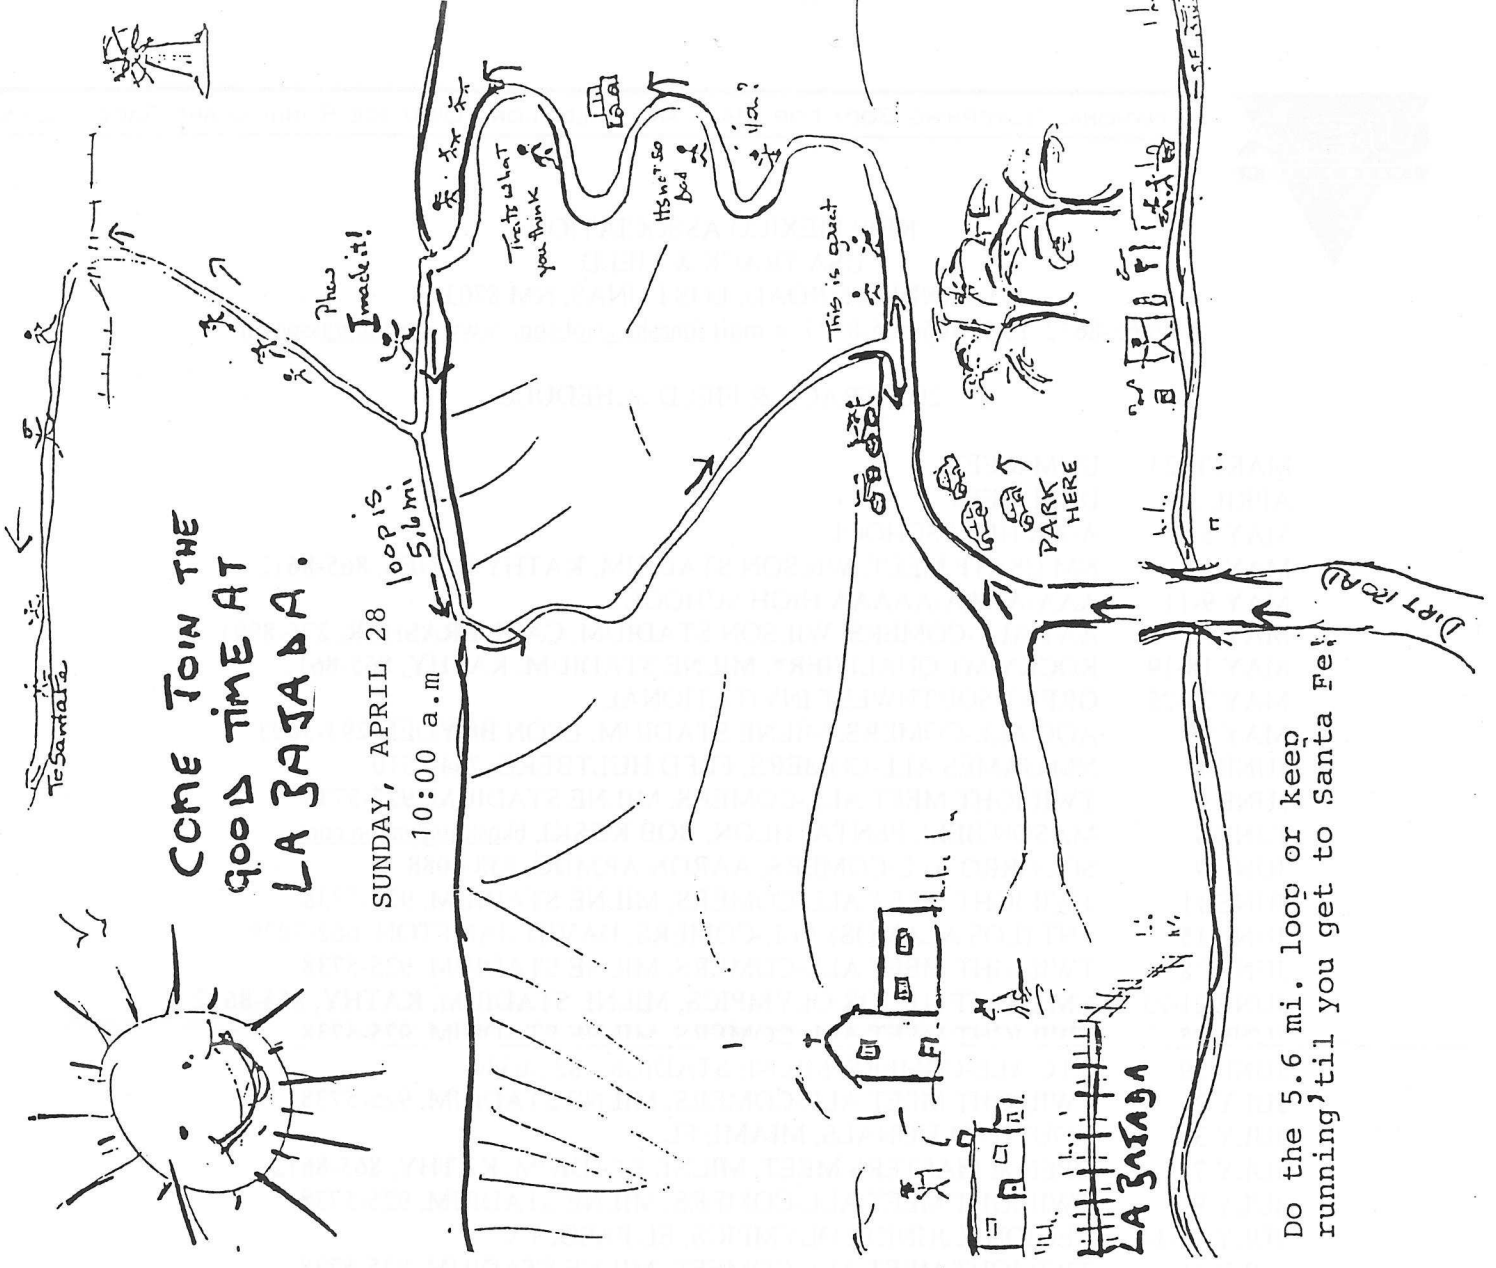 COME JOIN THE
GOOD TIME AT
LA BAJADA.
SUNDAY, APRIL 28
10:00 a.m
To Santa Fe
Phew
I made it!
loop is
5.6 mi
That's what
you think
Its not so
bad
This is great
PARK
HERE
DIRT ROAD
LA BAJADA
Do the 5.6 mi. loop or keep
running'til you get to Santa Fe!